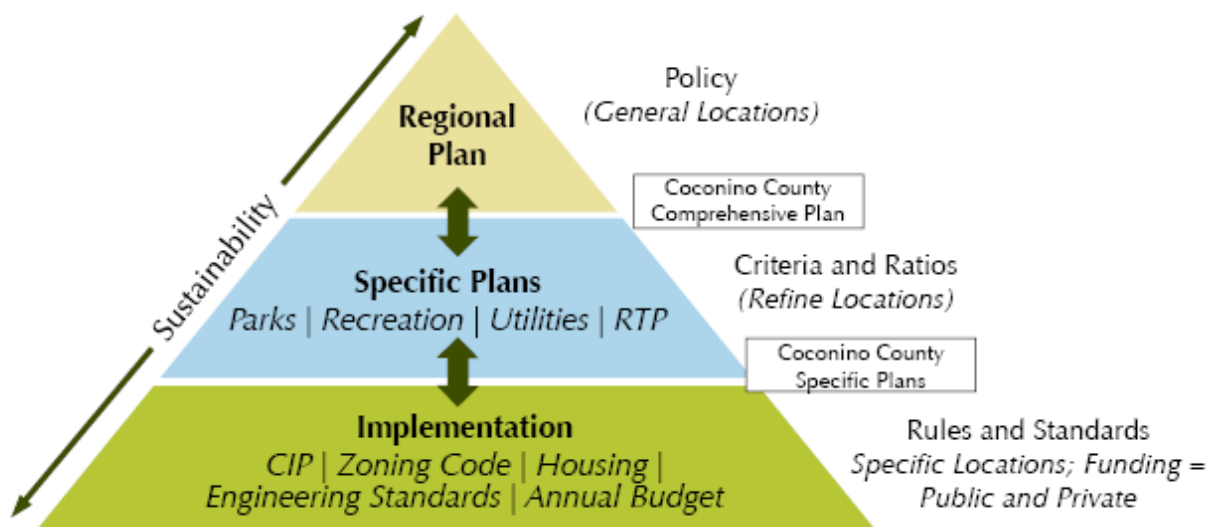 Regional
Plan
Policy
(General Locations)
Coconino County
Comprehensive Plan
Sustainability
Specific Plans
Parks | Recreation | Utilities | RTP
Criteria and Ratios
(Refine Locations)
Coconino County
Specific Plans
Implementation
CIP | Zoning Code | Housing |
Engineering Standards | Annual Budget
Rules and Standards
Specific Locations; Funding =
Public and Private